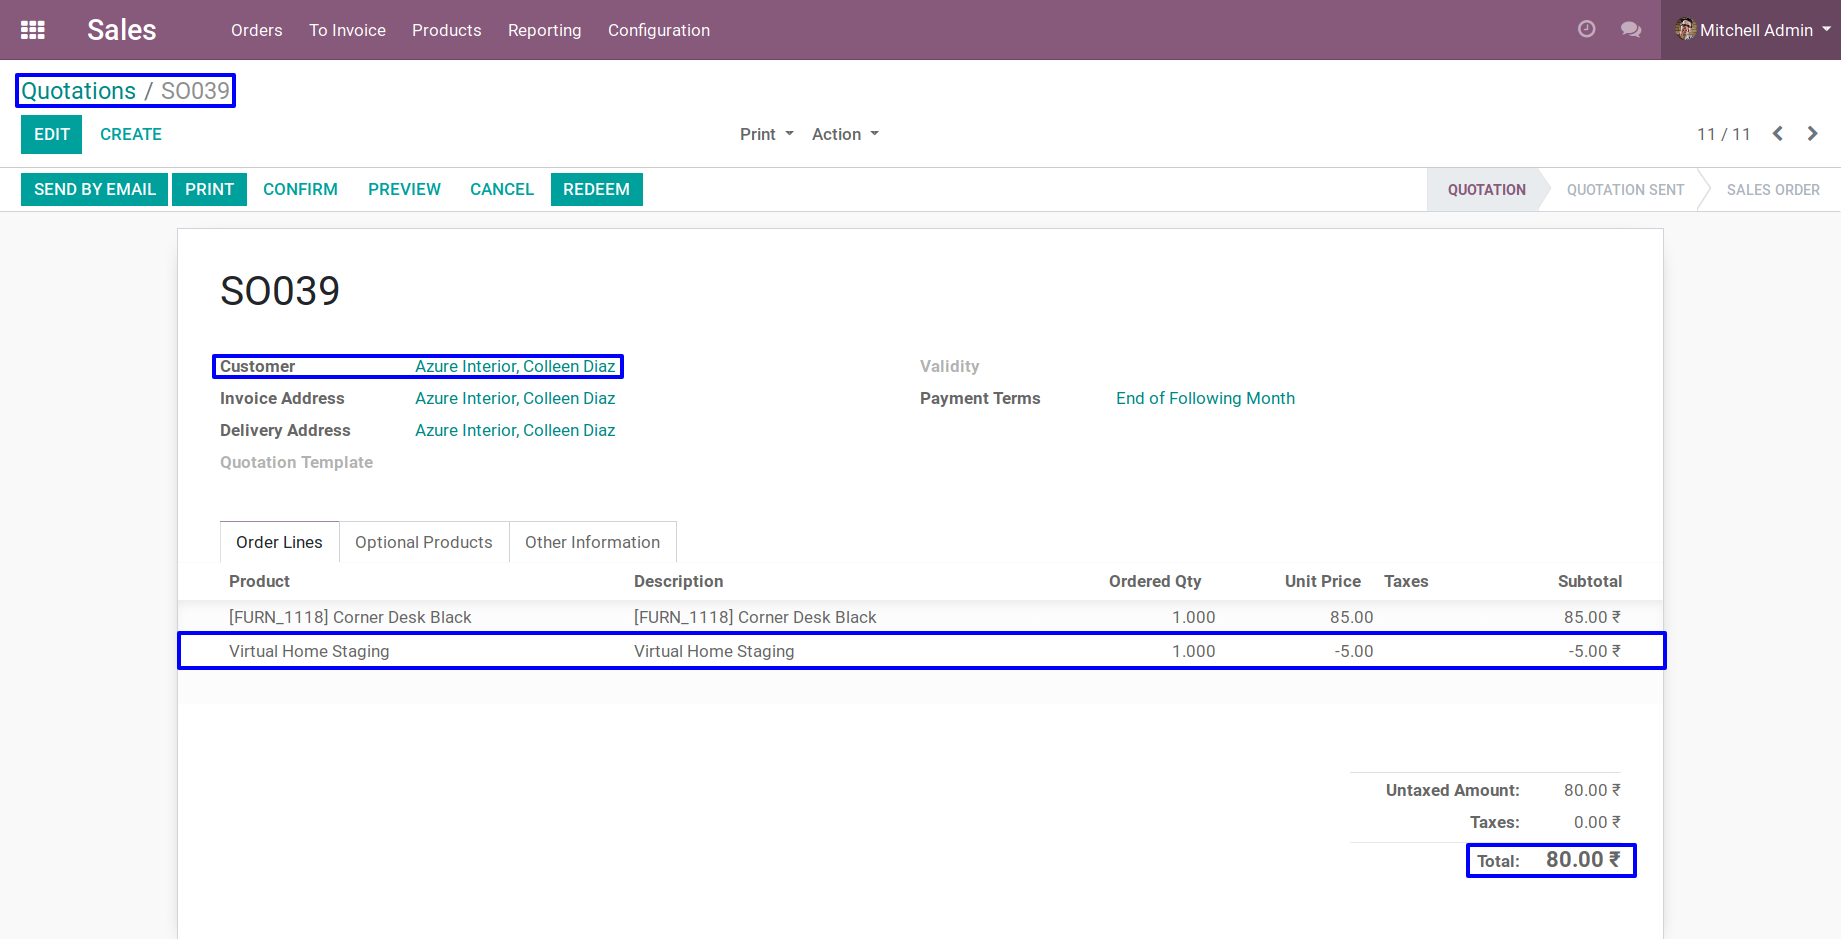 Sales Orders To Invoice Products Reporting Configuration Mitchell Admin
Quotations / SO039
EDIT CREATE Print Action 11 / 11
SEND BY EMAIL PRINT CONFIRM PREVIEW CANCEL REDEEM QUOTATION QUOTATION SENT SALES ORDER
SO039
Customer Azure Interior, Colleen Diaz Validity
Invoice Address Azure Interior, Colleen Diaz Payment Terms End of Following Month
Delivery Address Azure Interior, Colleen Diaz
Quotation Template
Order Lines Optional Products Other Information
Product Description Ordered Qty Unit Price Taxes Subtotal
[FURN_1118] Corner Desk Black [FURN_1118] Corner Desk Black 1.000 85.00 85.00 ₹
Virtual Home Staging Virtual Home Staging 1.000 -5.00 -5.00 ₹
Untaxed Amount: 80.00 ₹
Taxes: 0.00 ₹
Total: 80.00 ₹